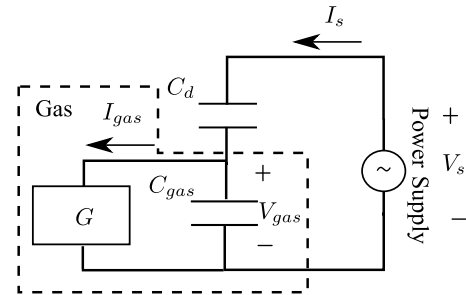 I_s
C_d
Gas
I_gas
+
C_gas
+
~
Power Supply
V_s
G
V_gas
−
−